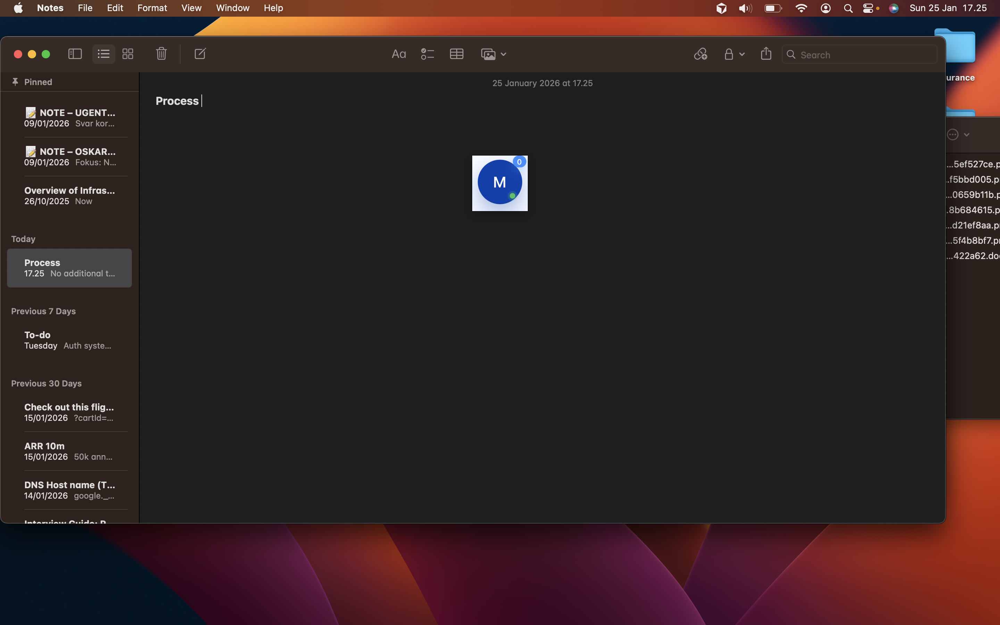 Notes File Edit Format View Window Help Sun 25 Jan 17.25
urance
Search
Pinned
NOTE – UGENT...
09/01/2026 Svar kor...
NOTE – OSKAR...
09/01/2026 Fokus: N...
Overview of Infras...
26/10/2025 Now
Today
Process
17.25 No additional t...
Previous 7 Days
To-do
Tuesday Auth syste...
Previous 30 Days
Check out this flig...
15/01/2026 ?cartId=...
ARR 10m
15/01/2026 50k ann...
DNS Host name (T...
14/01/2026 google._...
Interview Guide:
25 January 2026 at 17.25
Process
0
M
...5ef527ce.p
..f5bbd005.p
...0659b11b.p
.8b684615.p
...d21ef8aa.p
...5f4b8bf7.p
...422a62.do